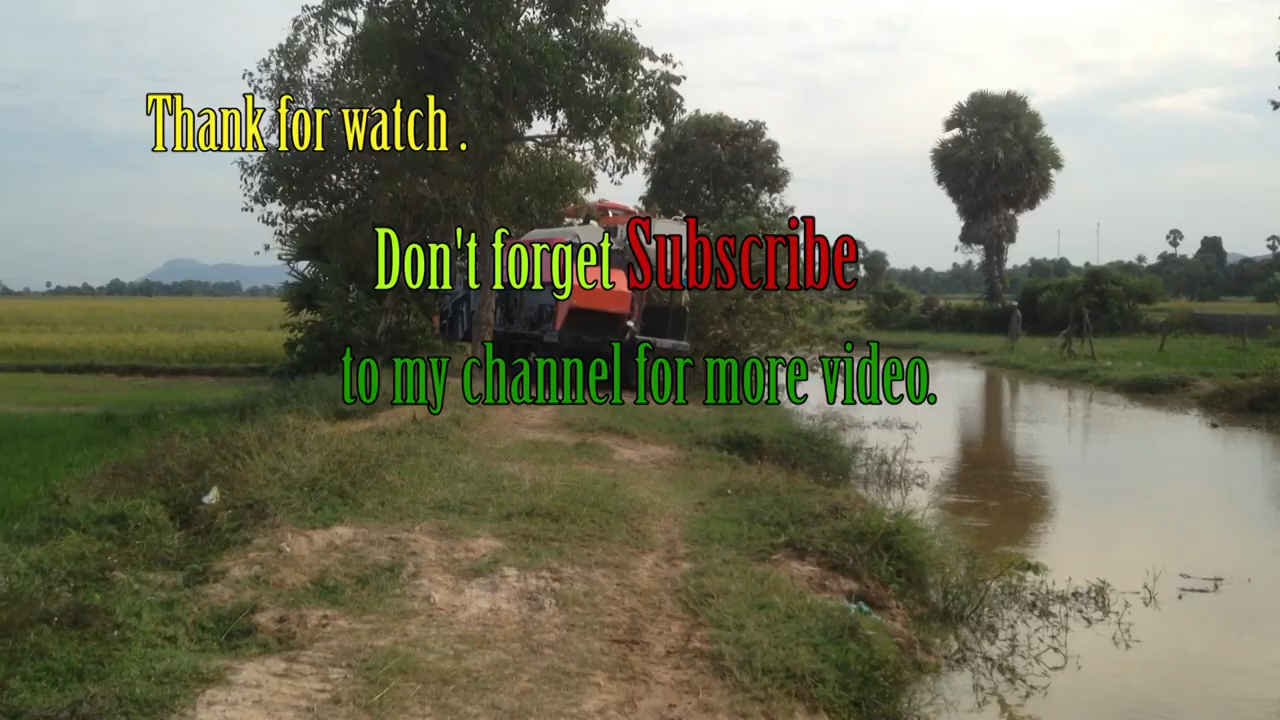 Thank for watch .
Don't forget Subscribe
to my channel for more video.